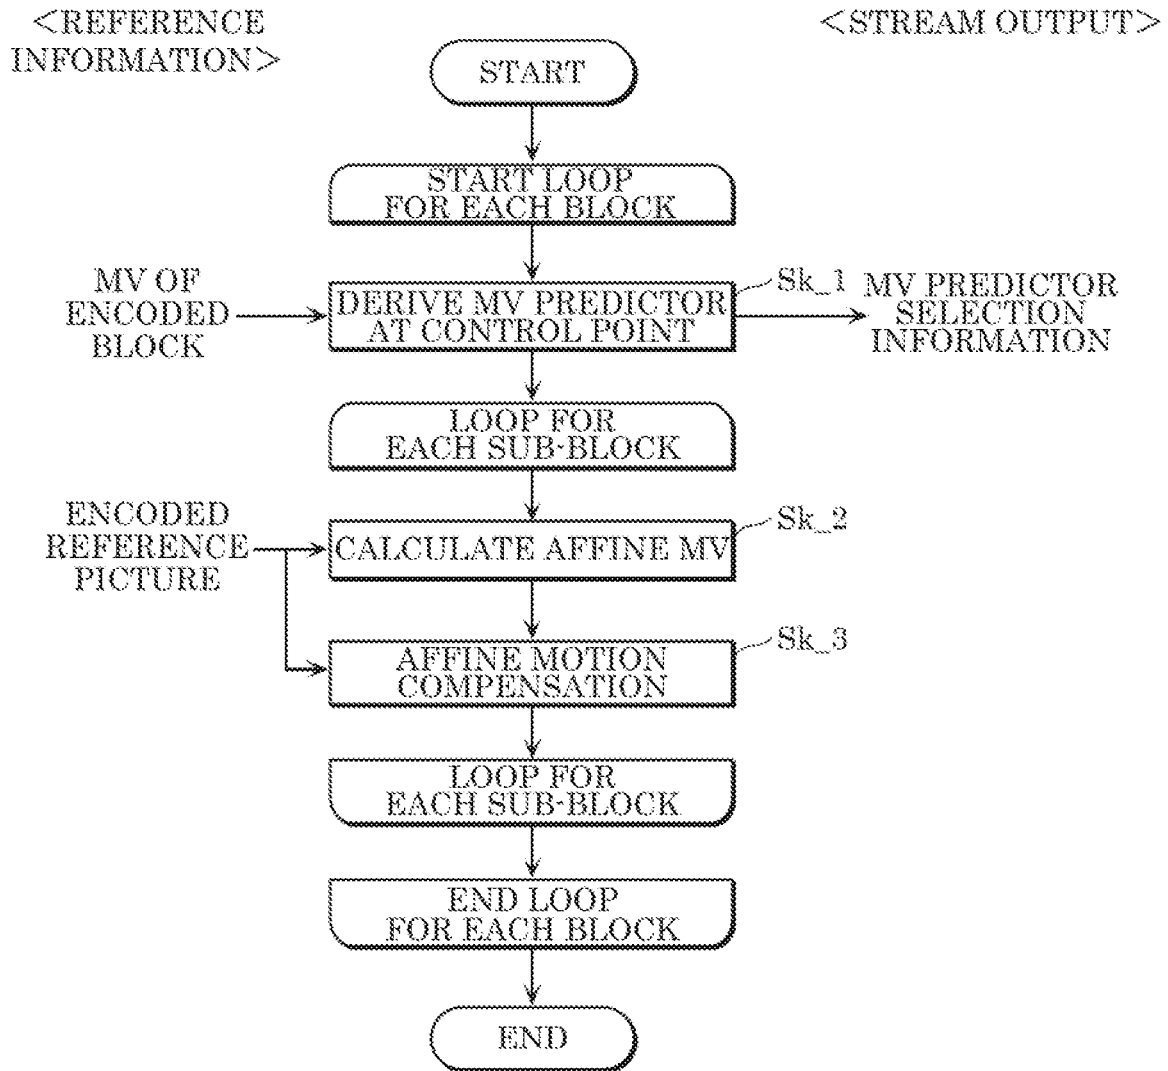 <REFERENCE
INFORMATION>
<STREAM OUTPUT>
START
START LOOP
FOR EACH BLOCK
MV OF
ENCODED
BLOCK
DERIVE MV PREDICTOR
AT CONTROL POINT
Sk_1
MV PREDICTOR
SELECTION
INFORMATION
LOOP FOR
EACH SUB-BLOCK
ENCODED
REFERENCE
PICTURE
CALCULATE AFFINE MV
Sk_2
AFFINE MOTION
COMPENSATION
Sk_3
LOOP FOR
EACH SUB-BLOCK
END LOOP
FOR EACH BLOCK
END